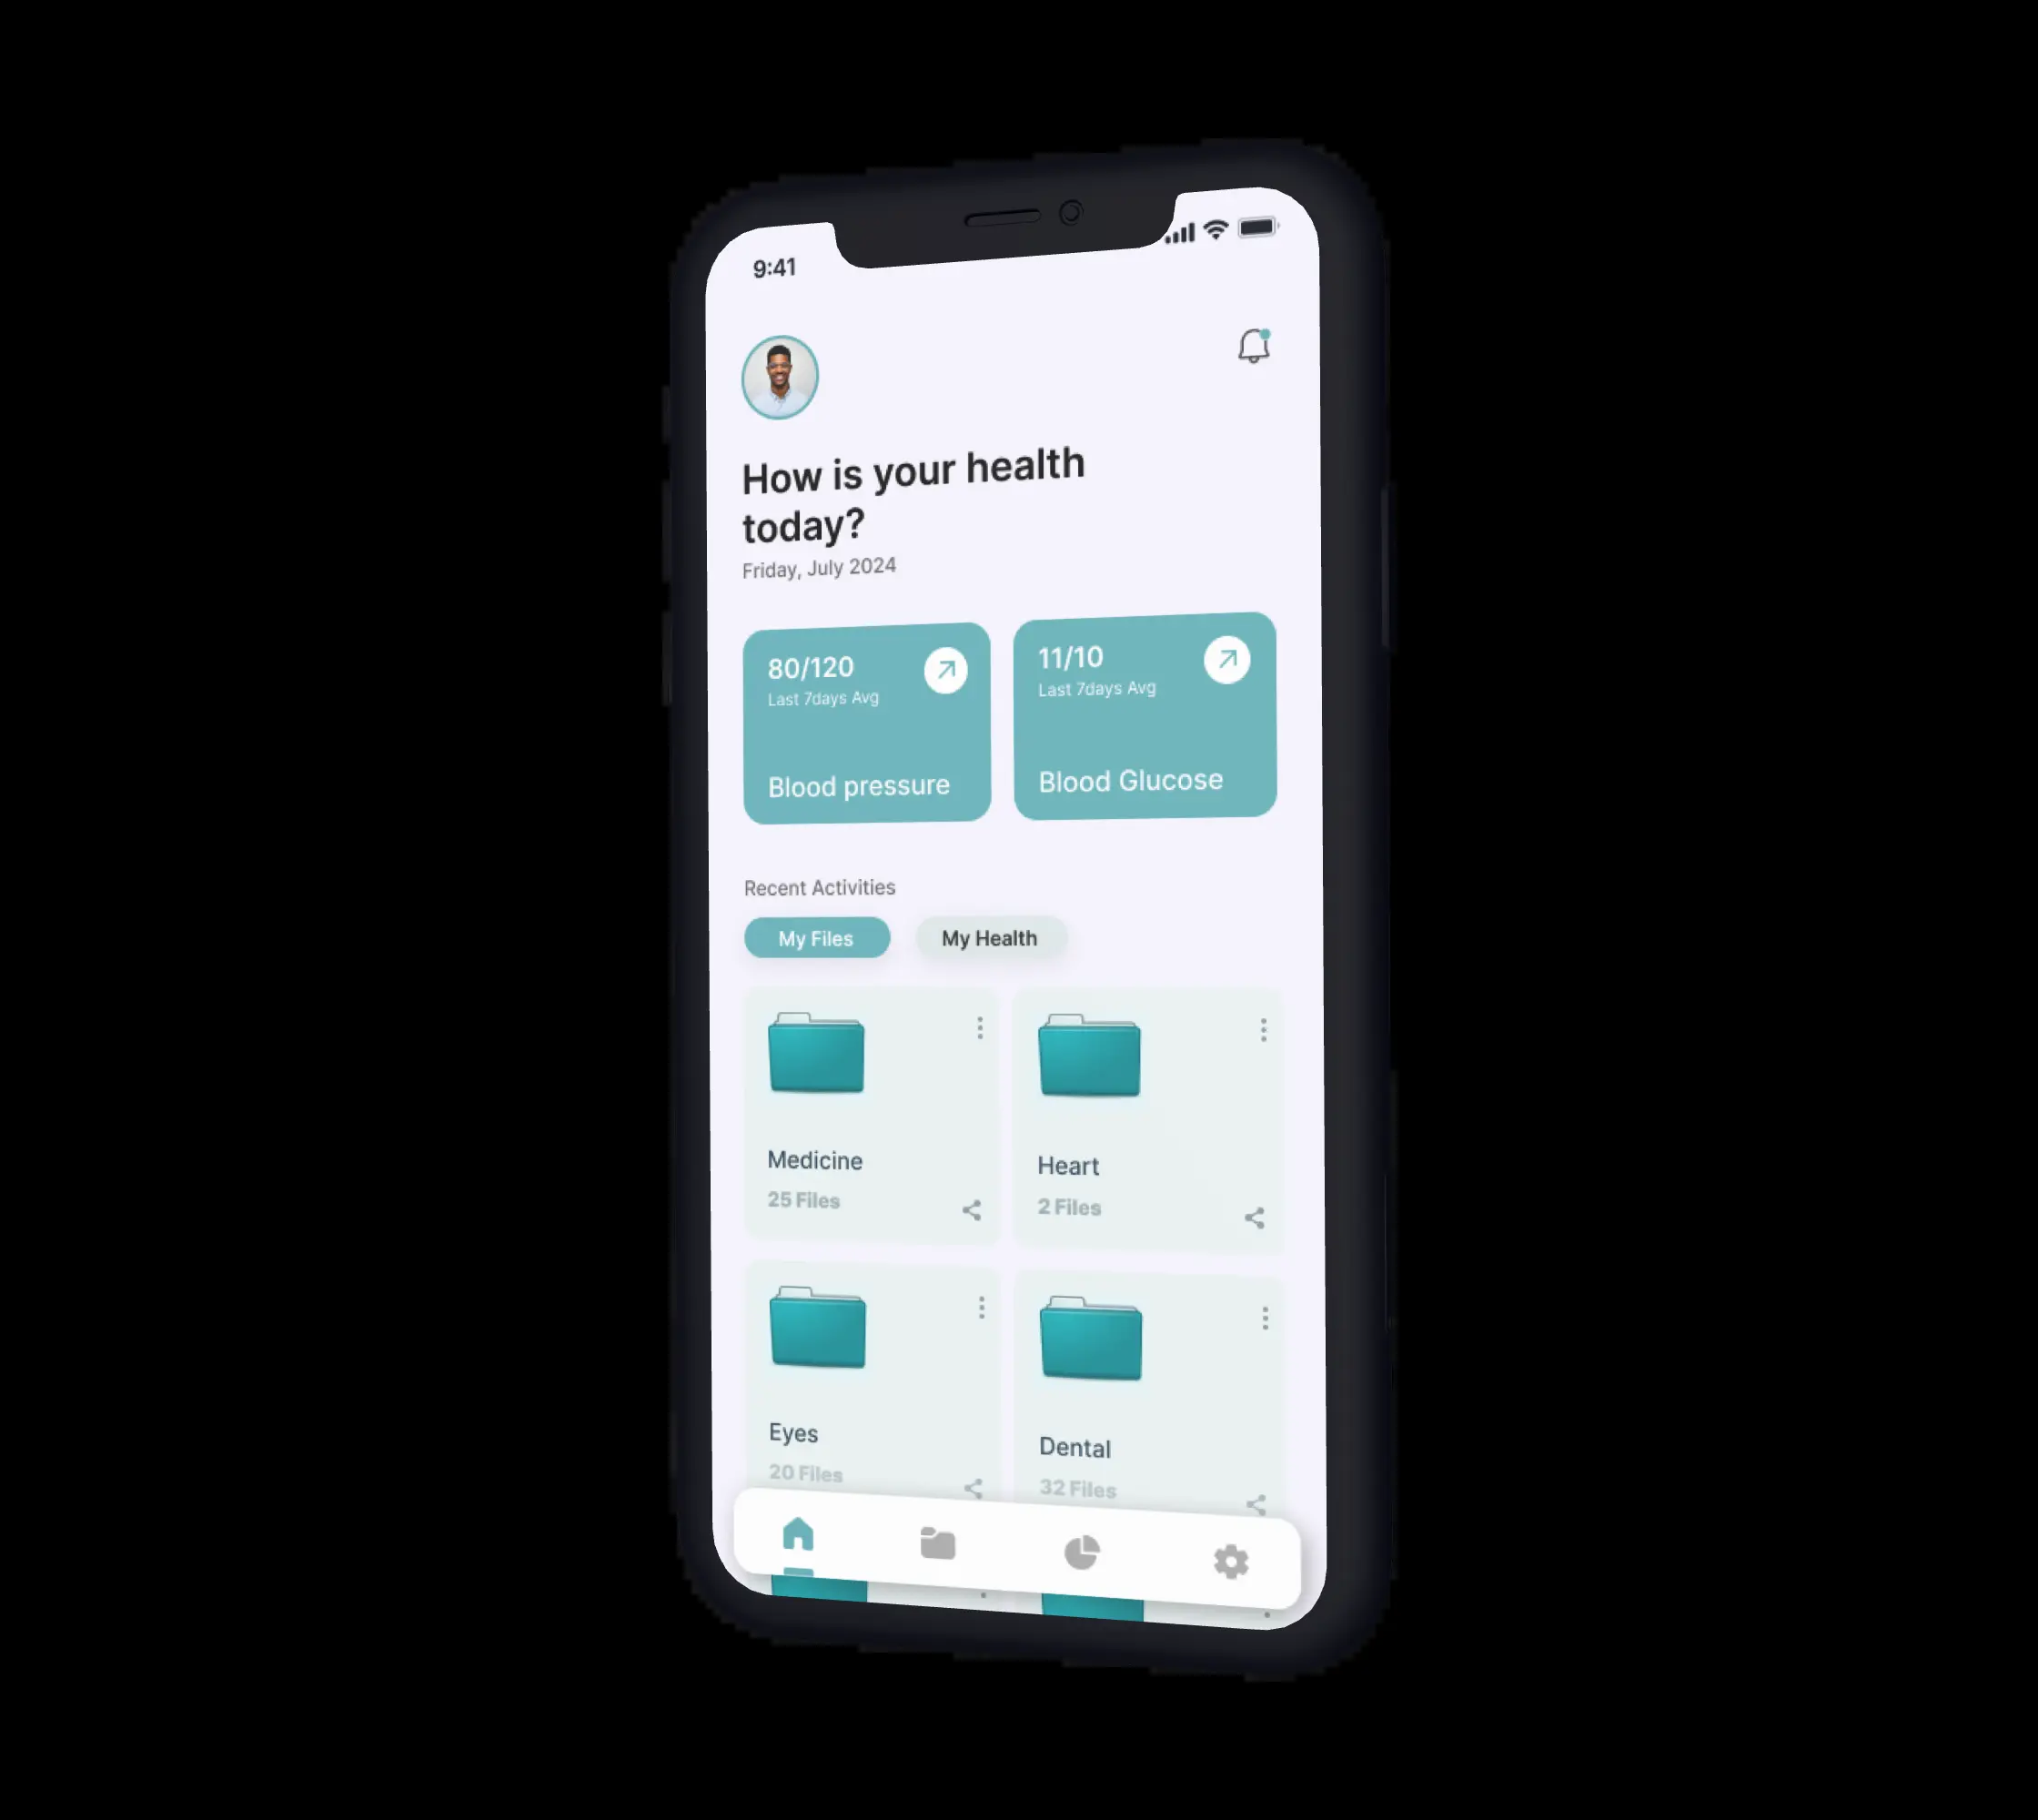 9:41
How is your health
today?
Friday, July 2024
80/120
Last 7days Avg
Blood pressure
11/10
Last 7days Avg
Blood Glucose
Recent Activities
My Files
My Health
Medicine
25 Files
Heart
2 Files
Eyes
20 Files
Dental
32 Files